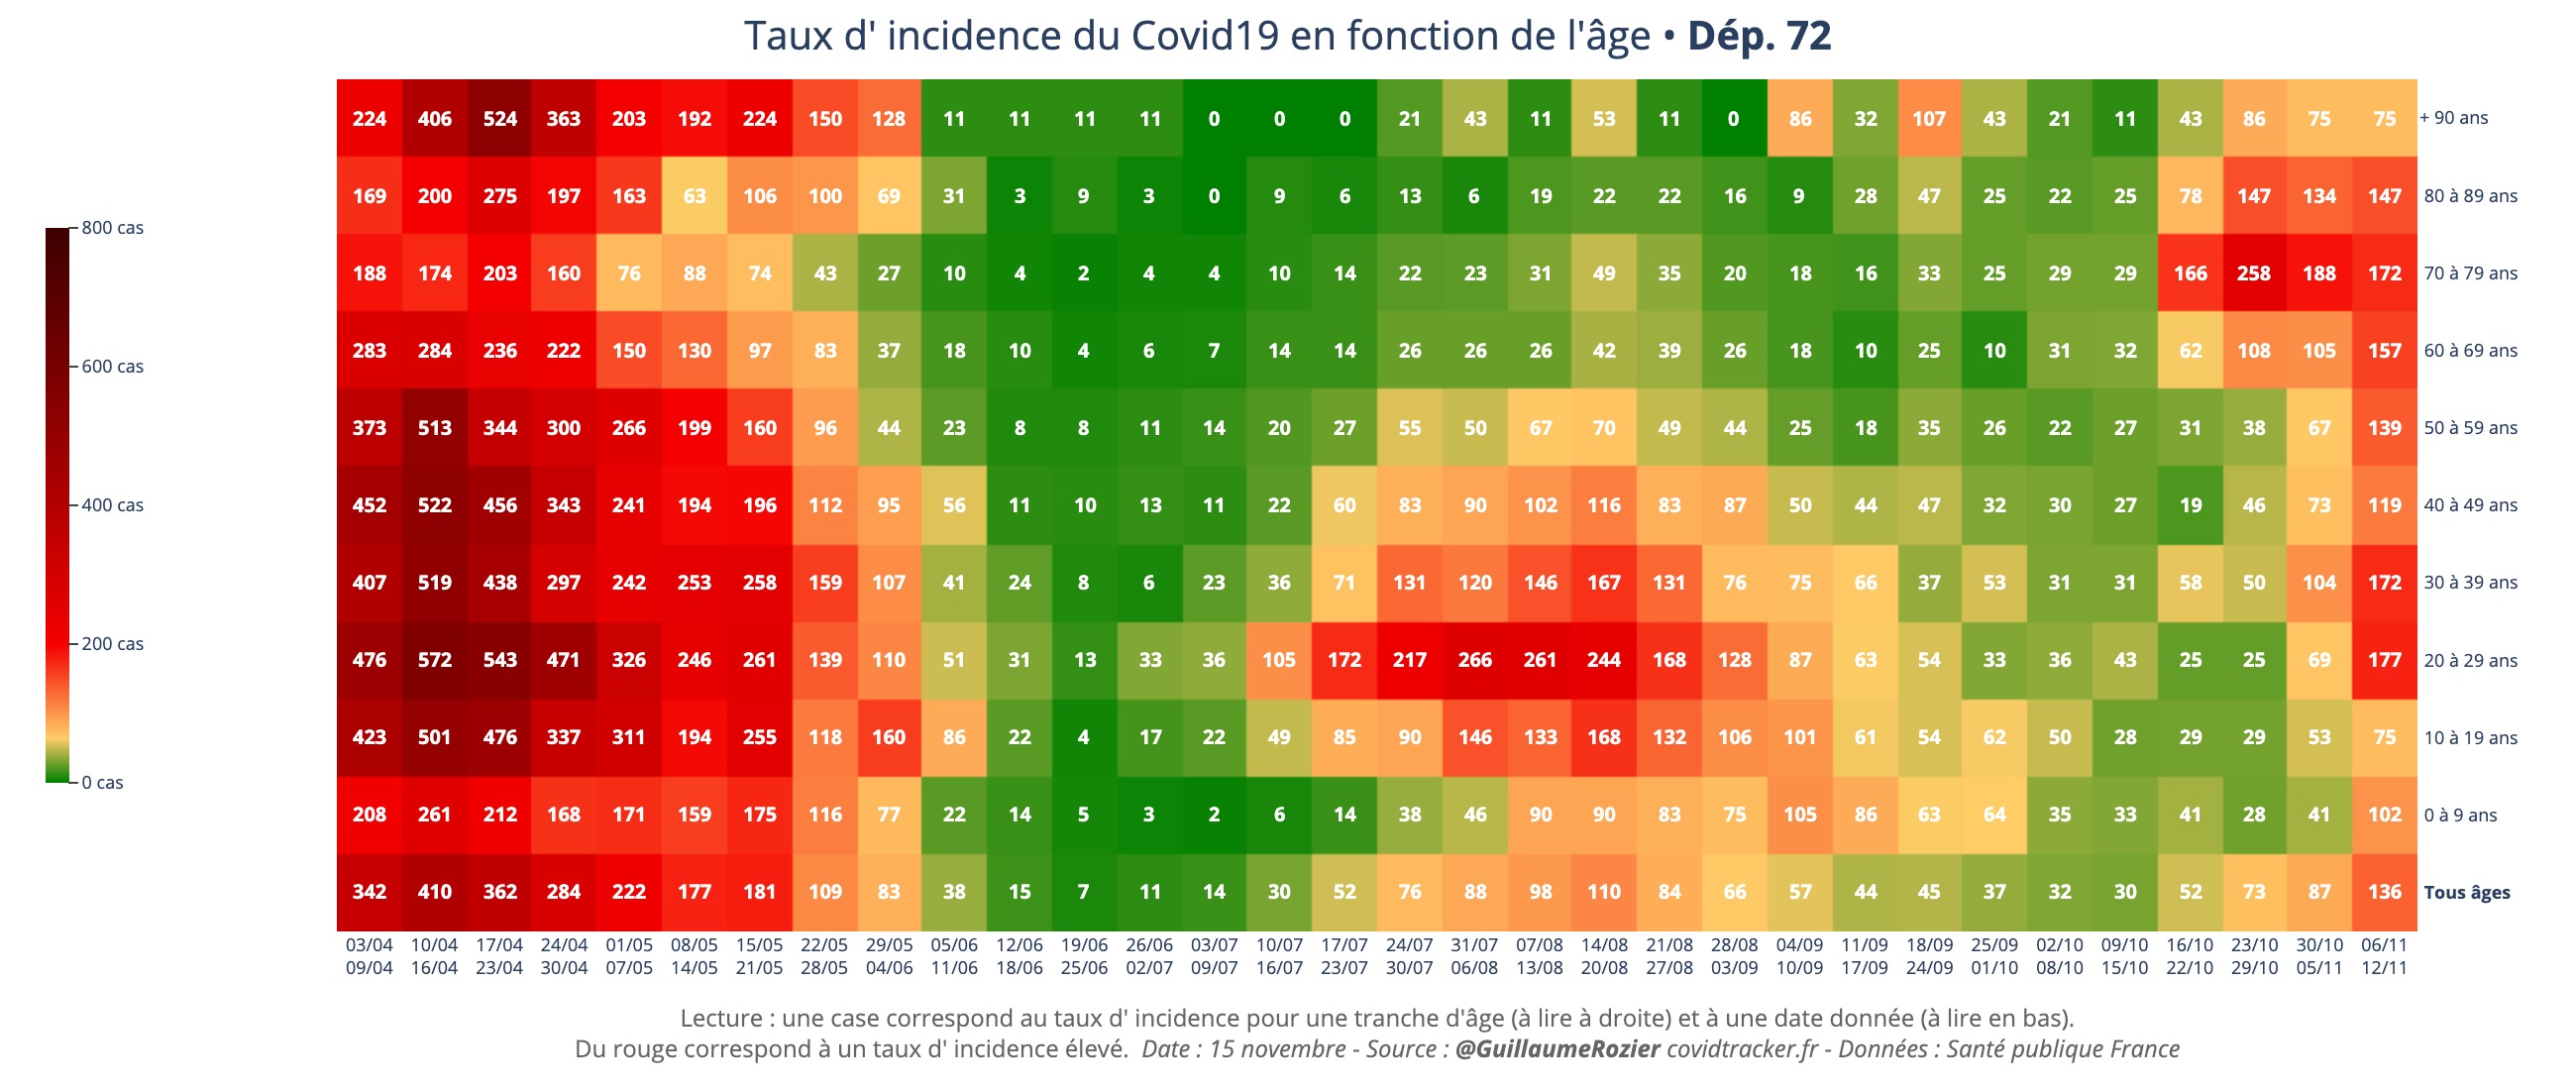 Taux d' incidence du Covid19 en fonction de l'âge • Dép. 72
800 cas
600 cas
400 cas
200 cas
0 cas
224 406 524 363 203 192 224 150 128 11 11 11 11 0 0 0 21 43 11 53 11 0 86 32 107 43 21 11 43 86 75 75 + 90 ans
169 200 275 197 163 63 106 100 69 31 3 9 3 0 9 6 13 6 19 22 22 16 9 28 47 25 22 25 78 147 134 147 80 à 89 ans
188 174 203 160 76 88 74 43 27 10 4 2 4 4 10 14 22 23 31 49 35 20 18 16 33 25 29 29 166 258 188 172 70 à 79 ans
283 284 236 222 150 130 97 83 37 18 10 4 6 7 14 14 26 26 26 42 39 26 18 10 25 10 31 32 62 108 105 157 60 à 69 ans
373 513 344 300 266 199 160 96 44 23 8 8 11 14 20 27 55 50 67 70 49 44 25 18 35 26 22 27 31 38 67 139 50 à 59 ans
452 522 456 343 241 194 196 112 95 56 11 10 13 11 22 60 83 90 102 116 83 87 50 44 47 32 30 27 19 46 73 119 40 à 49 ans
407 519 438 297 242 253 258 159 107 41 24 8 6 23 36 71 131 120 146 167 131 76 75 66 37 53 31 31 58 50 104 172 30 à 39 ans
476 572 543 471 326 246 261 139 110 51 31 13 33 36 105 172 217 266 261 244 168 128 87 63 54 33 36 43 25 25 69 177 20 à 29 ans
423 501 476 337 311 194 255 118 160 86 22 4 17 22 49 85 90 146 133 168 132 106 101 61 54 62 50 28 29 29 53 75 10 à 19 ans
208 261 212 168 171 159 175 116 77 22 14 5 3 2 6 14 38 46 90 90 83 75 105 86 63 64 35 33 41 28 41 102 0 à 9 ans
342 410 362 284 222 177 181 109 83 38 15 7 11 14 30 52 76 88 98 110 84 66 57 44 45 37 32 30 52 73 87 136 Tous âges
03/04 10/04 17/04 24/04 01/05 08/05 15/05 22/05 29/05 05/06 12/06 19/06 26/06 03/07 10/07 17/07 24/07 31/07 07/08 14/08 21/08 28/08 04/09 11/09 18/09 25/09 02/10 09/10 16/10 23/10 30/10 06/11
09/04 16/04 23/04 30/04 07/05 14/05 21/05 28/05 04/06 11/06 18/06 25/06 02/07 09/07 16/07 23/07 30/07 06/08 13/08 20/08 27/08 03/09 10/09 17/09 24/09 01/10 08/10 15/10 22/10 29/10 05/11 12/11
Lecture : une case correspond au taux d' incidence pour une tranche d'âge (à lire à droite) et à une date donnée (à lire en bas).
Du rouge correspond à un taux d' incidence élevé. Date : 15 novembre - Source : @GuillaumeRozier covidtracker.fr - Données : Santé publique France